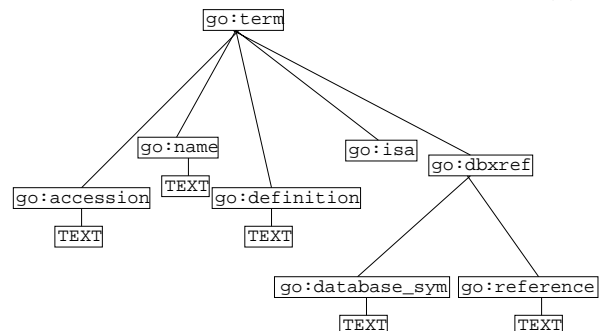 go:term
go:name
go:isa
go:dbxref
TEXT
go:accession
go:definition
TEXT
TEXT
go:database_sym
go:reference
TEXT
TEXT